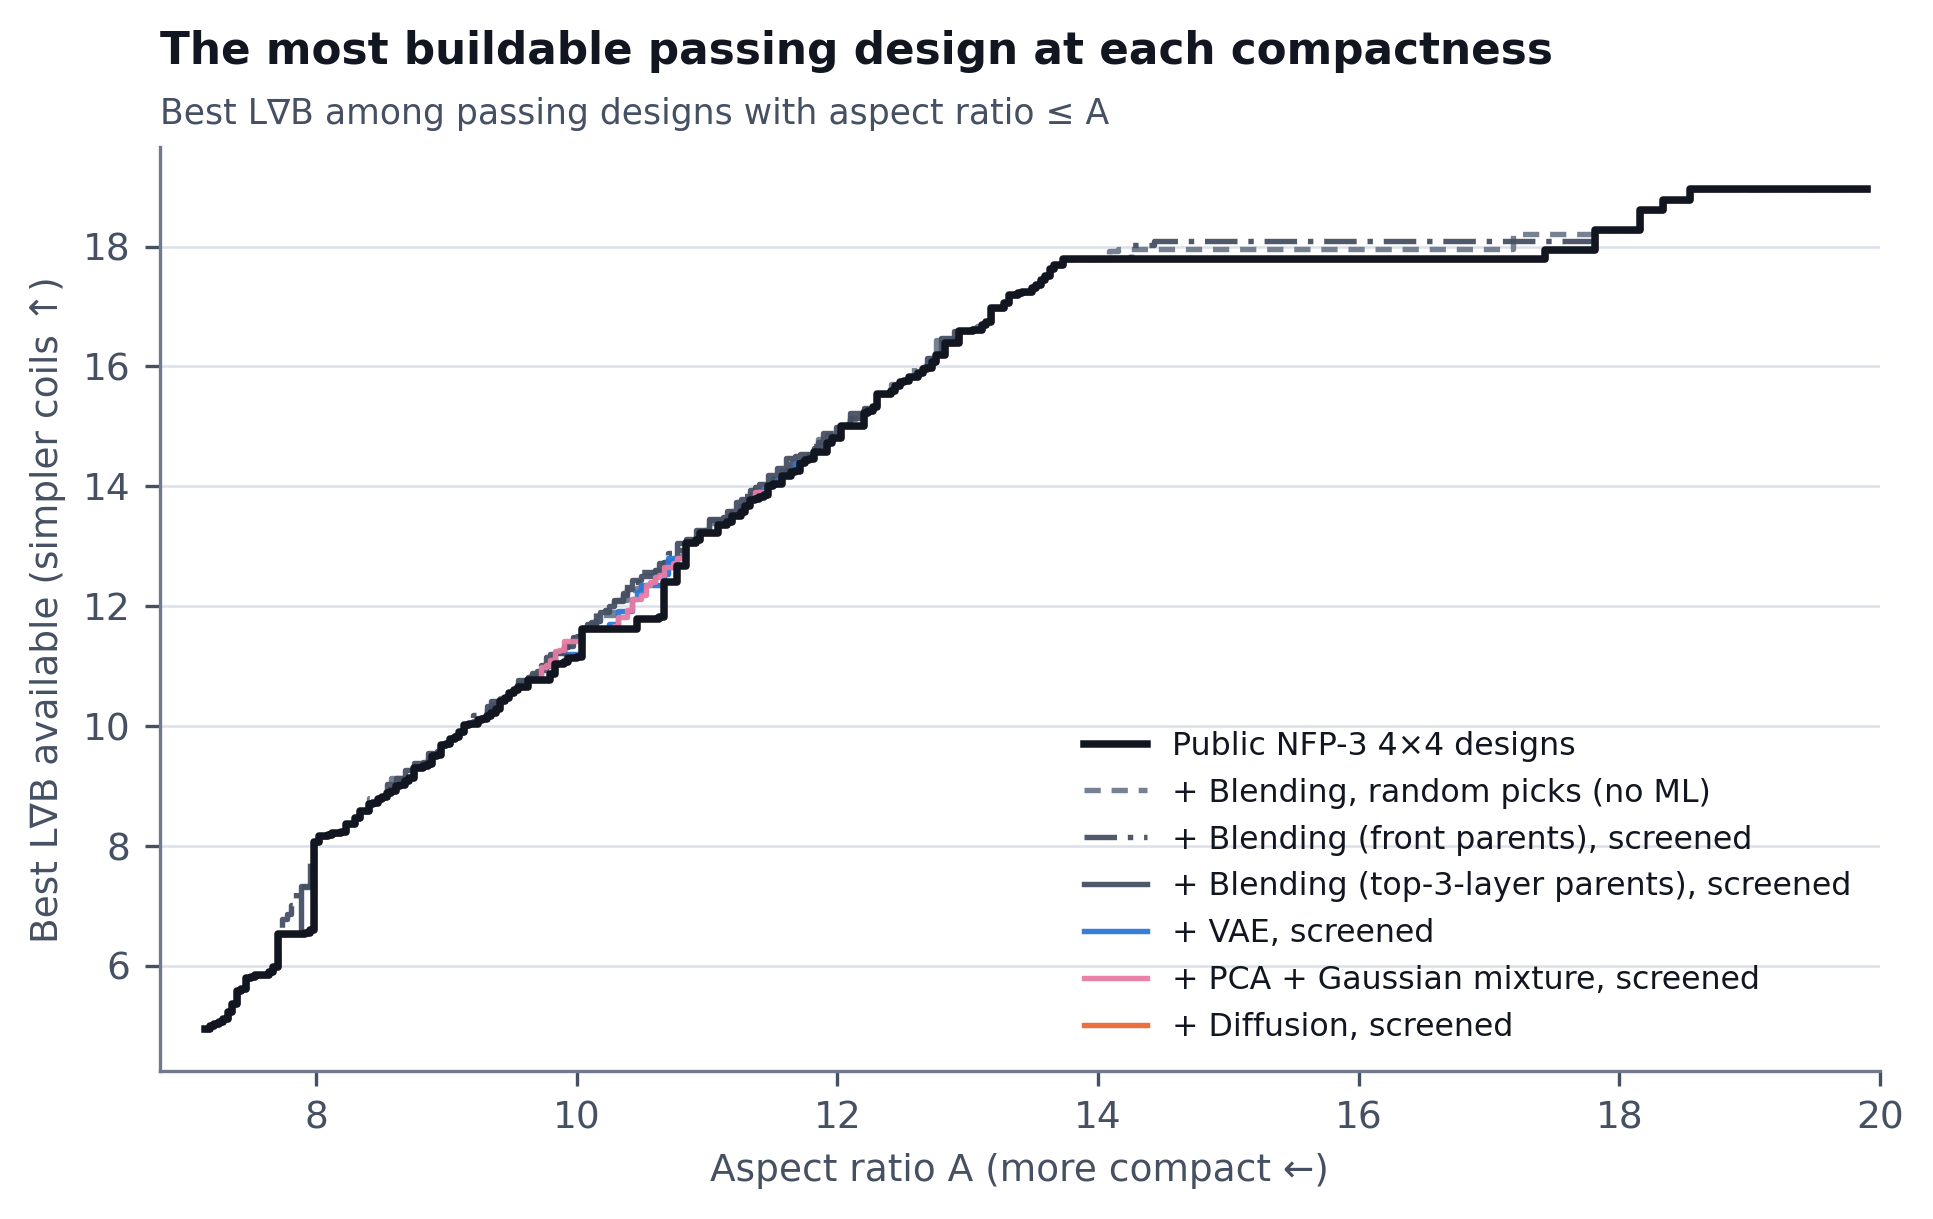 The most buildable passing design at each compactness
Best L∇B among passing designs with aspect ratio ≤ A
Best L∇B available (simpler coils ↑)
18
16
14
12
10
8
6
Public NFP-3 4×4 designs
+ Blending, random picks (no ML)
+ Blending (front parents), screened
+ Blending (top-3-layer parents), screened
+ VAE, screened
+ PCA + Gaussian mixture, screened
+ Diffusion, screened
8 10 12 14 16 18 20
Aspect ratio A (more compact ←)